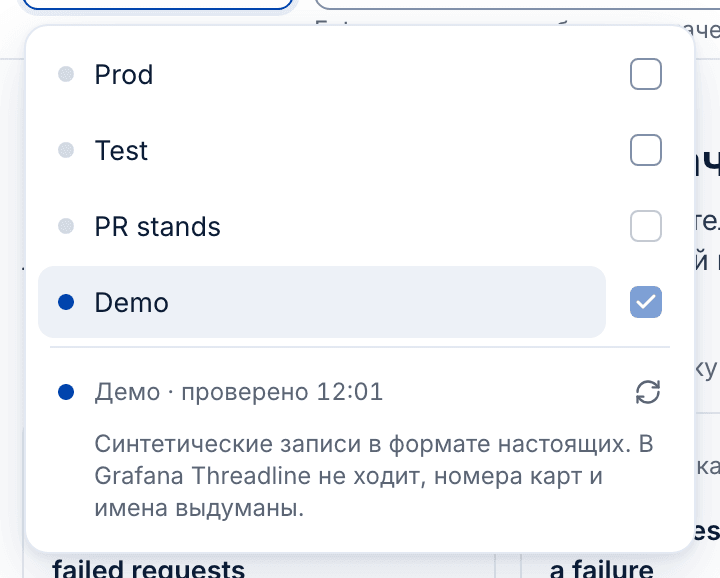 Prod
Test
PR stands
Demo
Демо · проверено 12:01
Синтетические записи в формате настоящих. В
Grafana Threadline не ходит, номера карт и
имена выдуманы.
failed requests
a failure